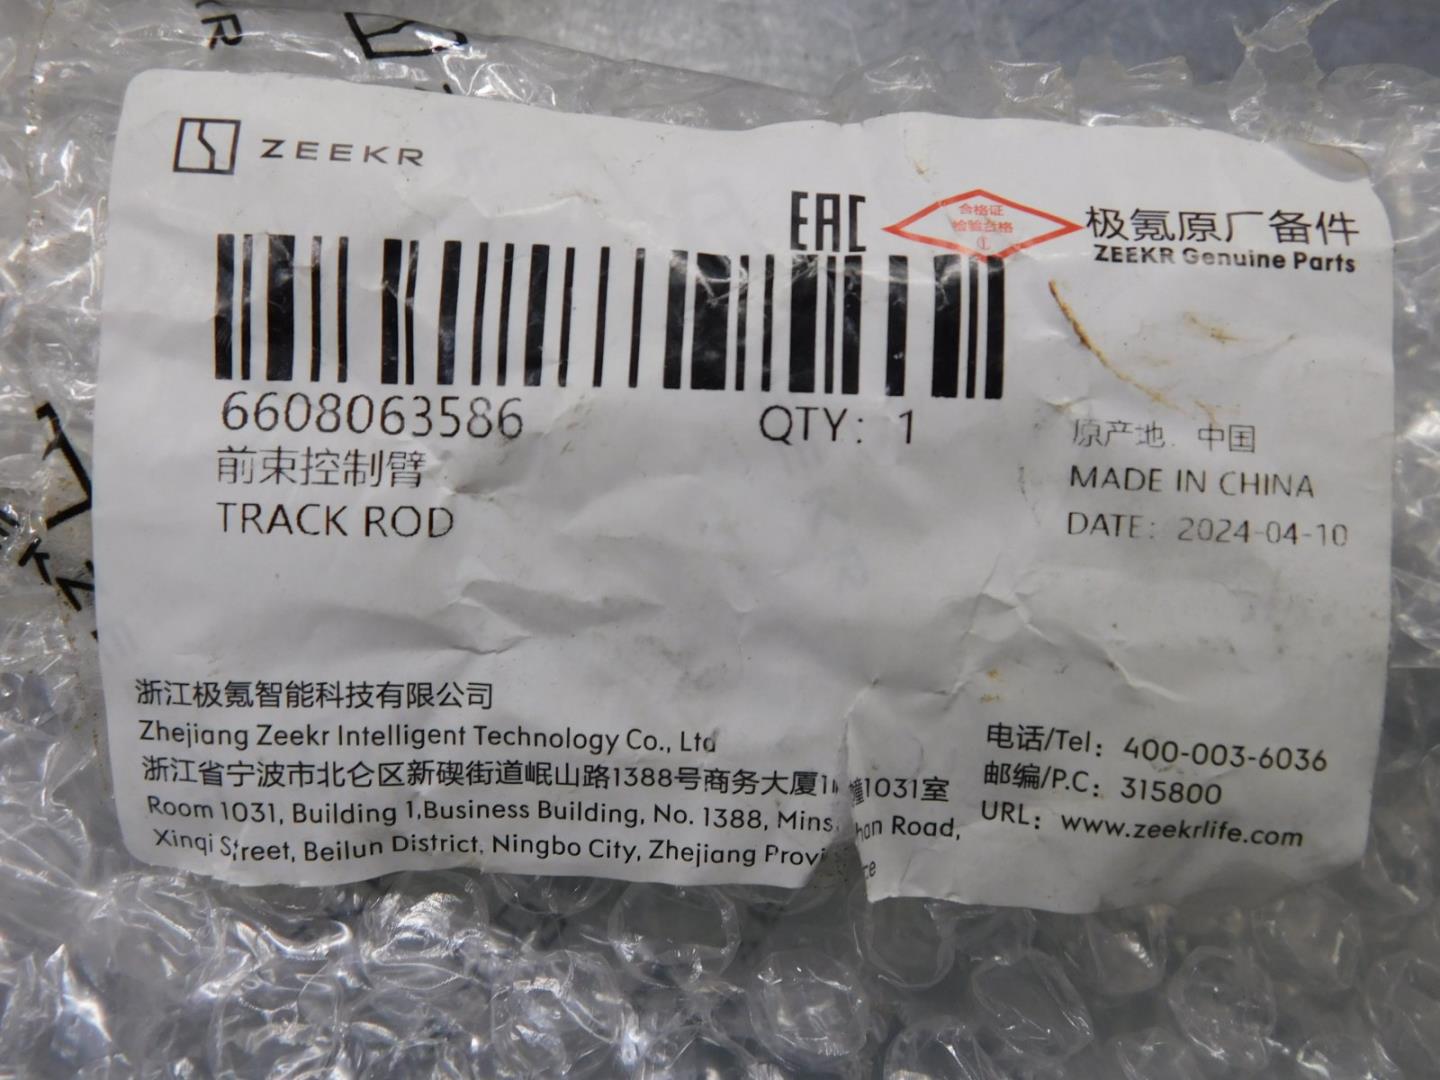 ZEEKR
EAC
合格证
检验合格
极氪原厂备件
ZEEKR Genuine Parts
6608063586
QTY: 1
前束控制臂
TRACK ROD
原产地: 中国
MADE IN CHINA
DATE: 2024-04-10
浙江极氪智能科技有限公司
Zhejiang Zeekr Intelligent Technology Co., Ltd
浙江省宁波市北仑区新碶街道岷山路1388号商务大厦1幢1031室
Room 1031, Building 1,Business Building, No. 1388, Minshan Road,
Xinqi Street, Beilun District, Ningbo City, Zhejiang Province
电话/Tel: 400-003-6036
邮编/P.C: 315800
URL: www.zeekrlife.com